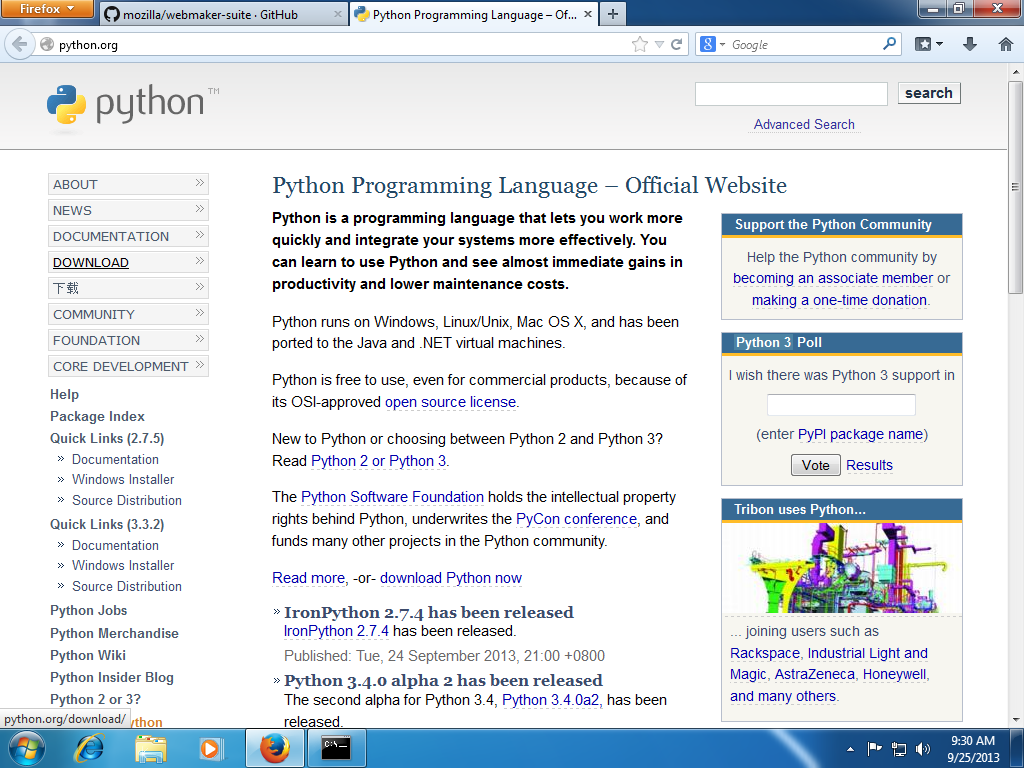 Firefox
mozilla/webmaker-suite · GitHub
Python Programming Language – Of...
python.org
Google
python™
search
Advanced Search
ABOUT
NEWS
DOCUMENTATION
DOWNLOAD
下载
COMMUNITY
FOUNDATION
CORE DEVELOPMENT
Help
Package Index
Quick Links (2.7.5)
» Documentation
» Windows Installer
» Source Distribution
Quick Links (3.3.2)
» Documentation
» Windows Installer
» Source Distribution
Python Jobs
Python Merchandise
Python Wiki
Python Insider Blog
Python 2 or 3?
python.org/download/
ython
Python Programming Language – Official Website
Python is a programming language that lets you work more
quickly and integrate your systems more effectively. You
can learn to use Python and see almost immediate gains in
productivity and lower maintenance costs.
Python runs on Windows, Linux/Unix, Mac OS X, and has been
ported to the Java and .NET virtual machines.
Python is free to use, even for commercial products, because of
its OSI-approved open source license.
New to Python or choosing between Python 2 and Python 3?
Read Python 2 or Python 3.
The Python Software Foundation holds the intellectual property
rights behind Python, underwrites the PyCon conference, and
funds many other projects in the Python community.
Read more, -or- download Python now
» IronPython 2.7.4 has been released
IronPython 2.7.4 has been released.
Published: Tue, 24 September 2013, 21:00 +0800
» Python 3.4.0 alpha 2 has been released
The second alpha for Python 3.4, Python 3.4.0a2, has been
released.
Support the Python Community
Help the Python community by
becoming an associate member or
making a one-time donation.
Python 3 Poll
I wish there was Python 3 support in
(enter PyPI package name)
Vote Results
Tribon uses Python...
... joining users such as
Rackspace, Industrial Light and
Magic, AstraZeneca, Honeywell,
and many others.
9:30 AM
9/25/2013